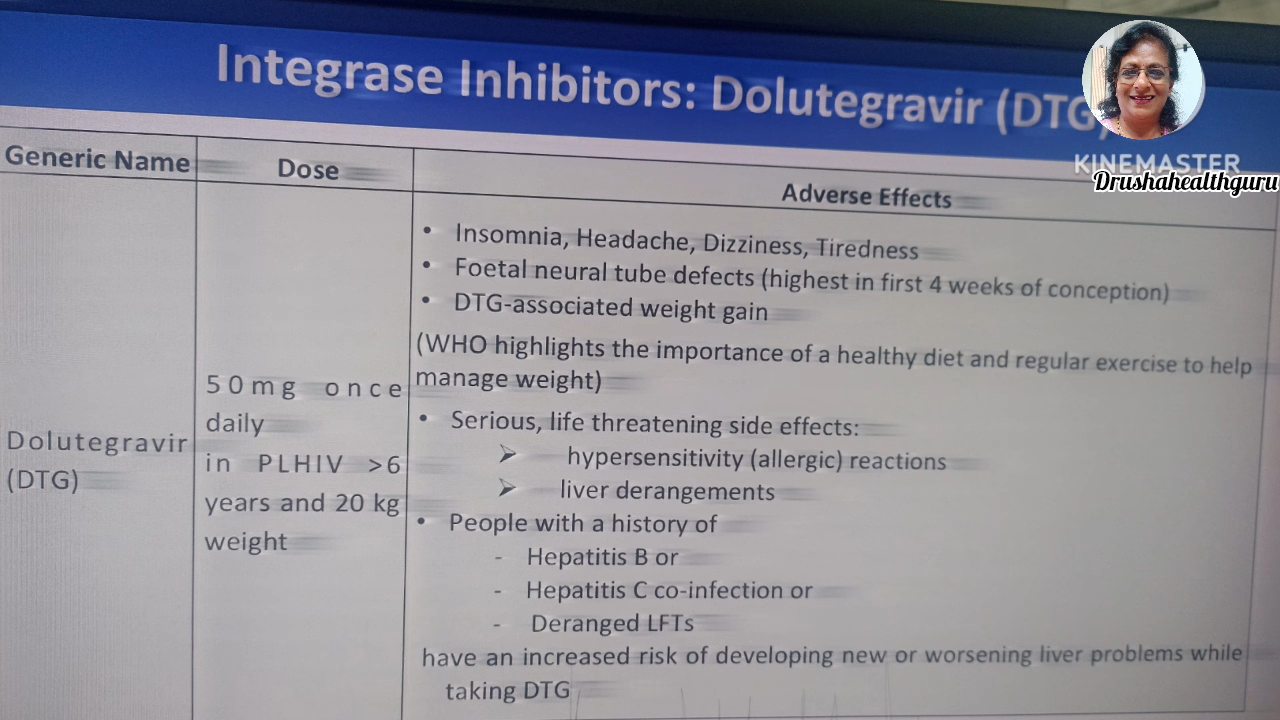 Integrase Inhibitors: Dolutegravir (DTG)
KINEMASTER
Drushahealthguru
Generic Name
Dose
Adverse Effects
Dolutegravir
(DTG)
50mg once
daily
in PLHIV >6
years and 20 kg
weight
• Insomnia, Headache, Dizziness, Tiredness
• Foetal neural tube defects (highest in first 4 weeks of conception)
• DTG-associated weight gain
(WHO highlights the importance of a healthy diet and regular exercise to help
manage weight)
• Serious, life threatening side effects:
➢ hypersensitivity (allergic) reactions
➢ liver derangements
• People with a history of
- Hepatitis B or
- Hepatitis C co-infection or
- Deranged LFTs
have an increased risk of developing new or worsening liver problems while
taking DTG